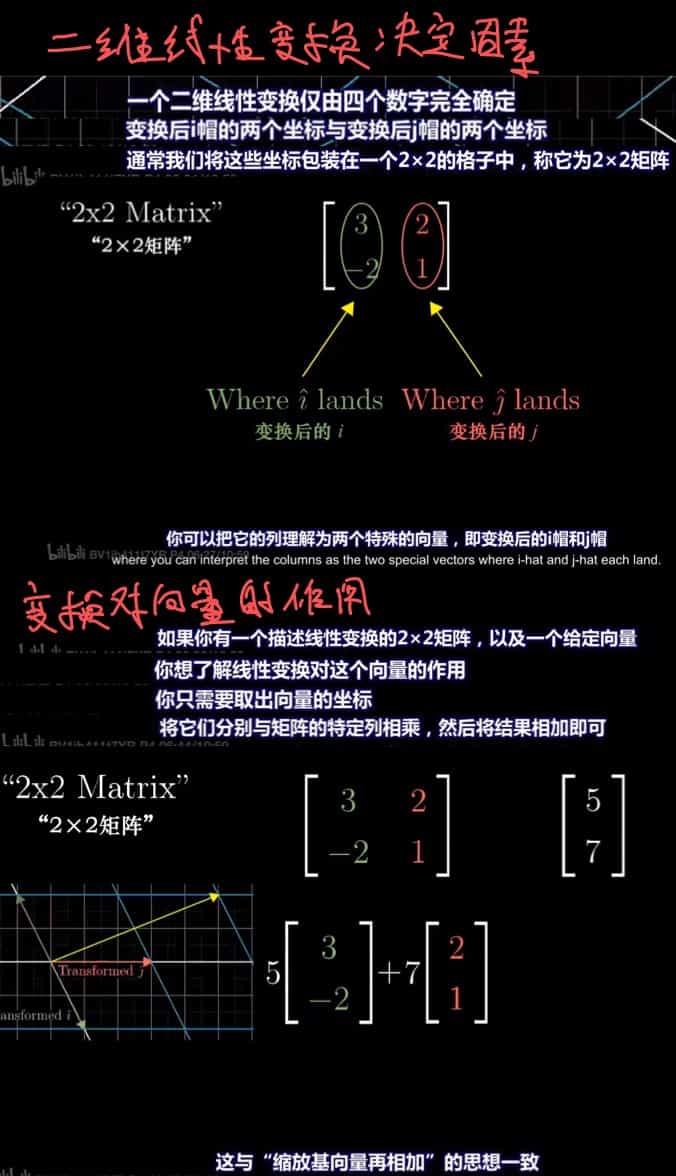 二维线性变换决定因素
一个二维线性变换仅由四个数字完全确定
变换后i帽的两个坐标与变换后j帽的两个坐标
通常我们将这些坐标包装在一个2×2的格子中，称它为2×2矩阵
“2x2 Matrix”
“2×2矩阵”
3 2
-2 1
Where î lands Where ĵ lands
变换后的 i 变换后的 j
你可以把它的列理解为两个特殊的向量，即变换后的i帽和j帽
bilibili
where you can interpret the columns as the two special vectors where i-hat and j-hat each land.
变换对向量的作用
如果你有一个描述线性变换的2×2矩阵，以及一个给定向量
你想了解线性变换对这个向量的作用
你只需要取出向量的坐标
将它们分别与矩阵的特定列相乘，然后将结果相加即可
“2x2 Matrix”
“2×2矩阵”
3 2 5
-2 1 7
Transformed j
ansformed i
5[3 -2]+7[2 1]
这与“缩放基向量再相加”的思想一致